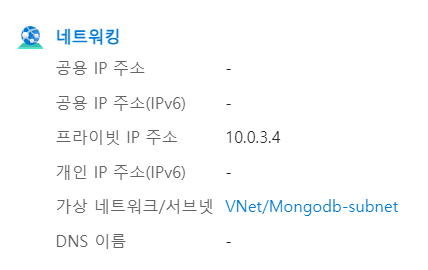 네트워킹
공용 IP 주소 -
공용 IP 주소(IPv6) -
프라이빗 IP 주소 10.0.3.4
개인 IP 주소(IPv6) -
가상 네트워크/서브넷 VNet/Mongodb-subnet
DNS 이름 -